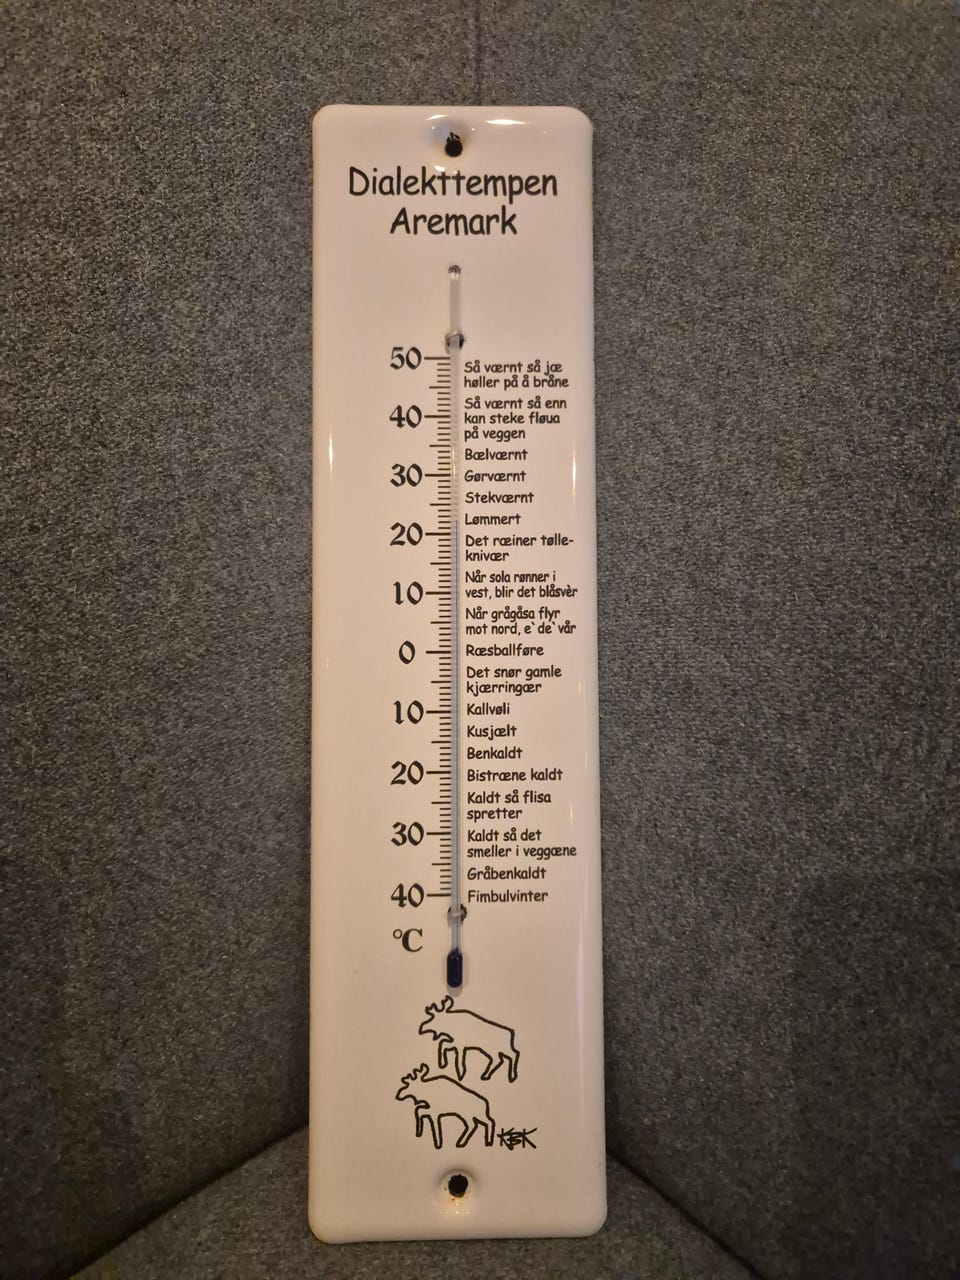 Dialekttempen
Aremark
50
Så værnt så jæ
høller på å bråne
Så værnt så enn
40
kan steke fløua
på veggen
Bælværnt
30
Gørværnt
Stekværnt
Lømmert
20
Det ræiner tølle-
knivær
Når sola rønner i
10
vest, blir det blåsvèr
Når grågåsa flyr
mot nord, e`de`vår
0
Ræsballføre
Det snør gamle
kjærringær
10
Kallvøli
Kusjælt
Benkaldt
20
Bistræne kaldt
Kaldt så flisa
spretter
30
Kaldt så det
smeller i veggæne
Gråbenkaldt
40
Fimbulvinter
°C
KBK